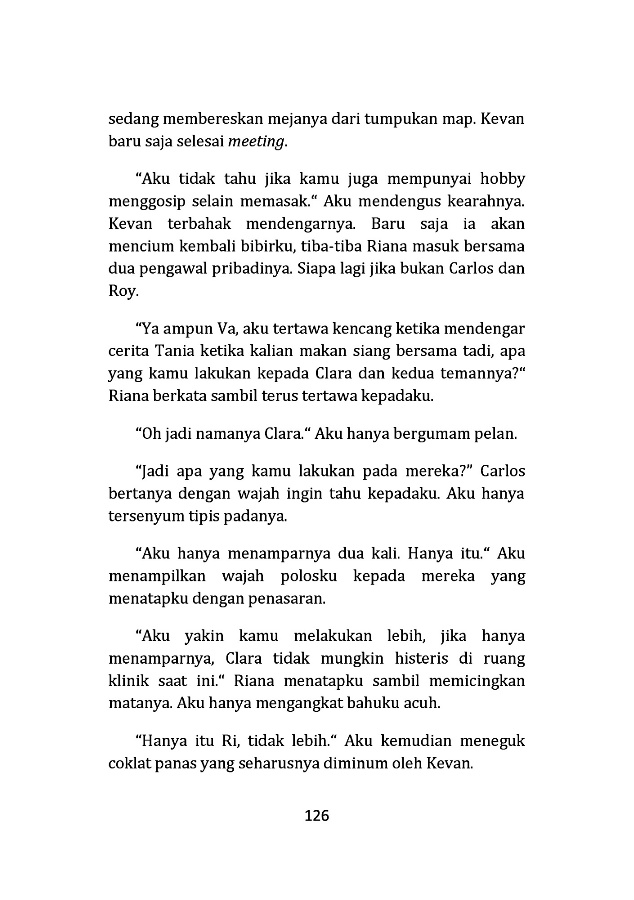 sedang membereskan mejanya dari tumpukan map. Kevan
baru saja selesai meeting.
“Aku tidak tahu jika kamu juga mempunyai hobby
menggosip selain memasak.“ Aku mendengus kearahnya.
Kevan terbahak mendengarnya. Baru saja ia akan
mencium kembali bibirku, tiba-tiba Riana masuk bersama
dua pengawal pribadinya. Siapa lagi jika bukan Carlos dan
Roy.
“Ya ampun Va, aku tertawa kencang ketika mendengar
cerita Tania ketika kalian makan siang bersama tadi, apa
yang kamu lakukan kepada Clara dan kedua temannya?“
Riana berkata sambil terus tertawa kepadaku.
“Oh jadi namanya Clara.“ Aku hanya bergumam pelan.
“Jadi apa yang kamu lakukan pada mereka?” Carlos
bertanya dengan wajah ingin tahu kepadaku. Aku hanya
tersenyum tipis padanya.
“Aku hanya menamparnya dua kali. Hanya itu.“ Aku
menampilkan wajah polosku kepada mereka yang
menatapku dengan penasaran.
“Aku yakin kamu melakukan lebih, jika hanya
menamparnya, Clara tidak mungkin histeris di ruang
klinik saat ini.“ Riana menatapku sambil memicingkan
matanya. Aku hanya mengangkat bahuku acuh.
“Hanya itu Ri, tidak lebih.“ Aku kemudian meneguk
coklat panas yang seharusnya diminum oleh Kevan.
126